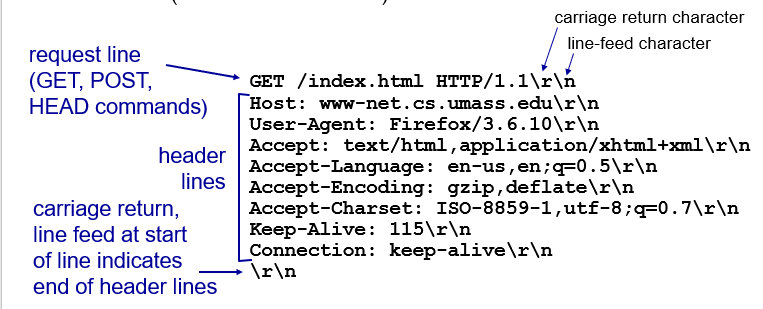 carriage return character
line-feed character
request line
(GET, POST,
HEAD commands)
GET /index.html HTTP/1.1\r\n
Host: www-net.cs.umass.edu\r\n
User-Agent: Firefox/3.6.10\r\n
Accept: text/html,application/xhtml+xml\r\n
Accept-Language: en-us,en;q=0.5\r\n
Accept-Encoding: gzip,deflate\r\n
Accept-Charset: ISO-8859-1,utf-8;q=0.7\r\n
Keep-Alive: 115\r\n
Connection: keep-alive\r\n
\r\n
header
lines
carriage return,
line feed at start
of line indicates
end of header lines